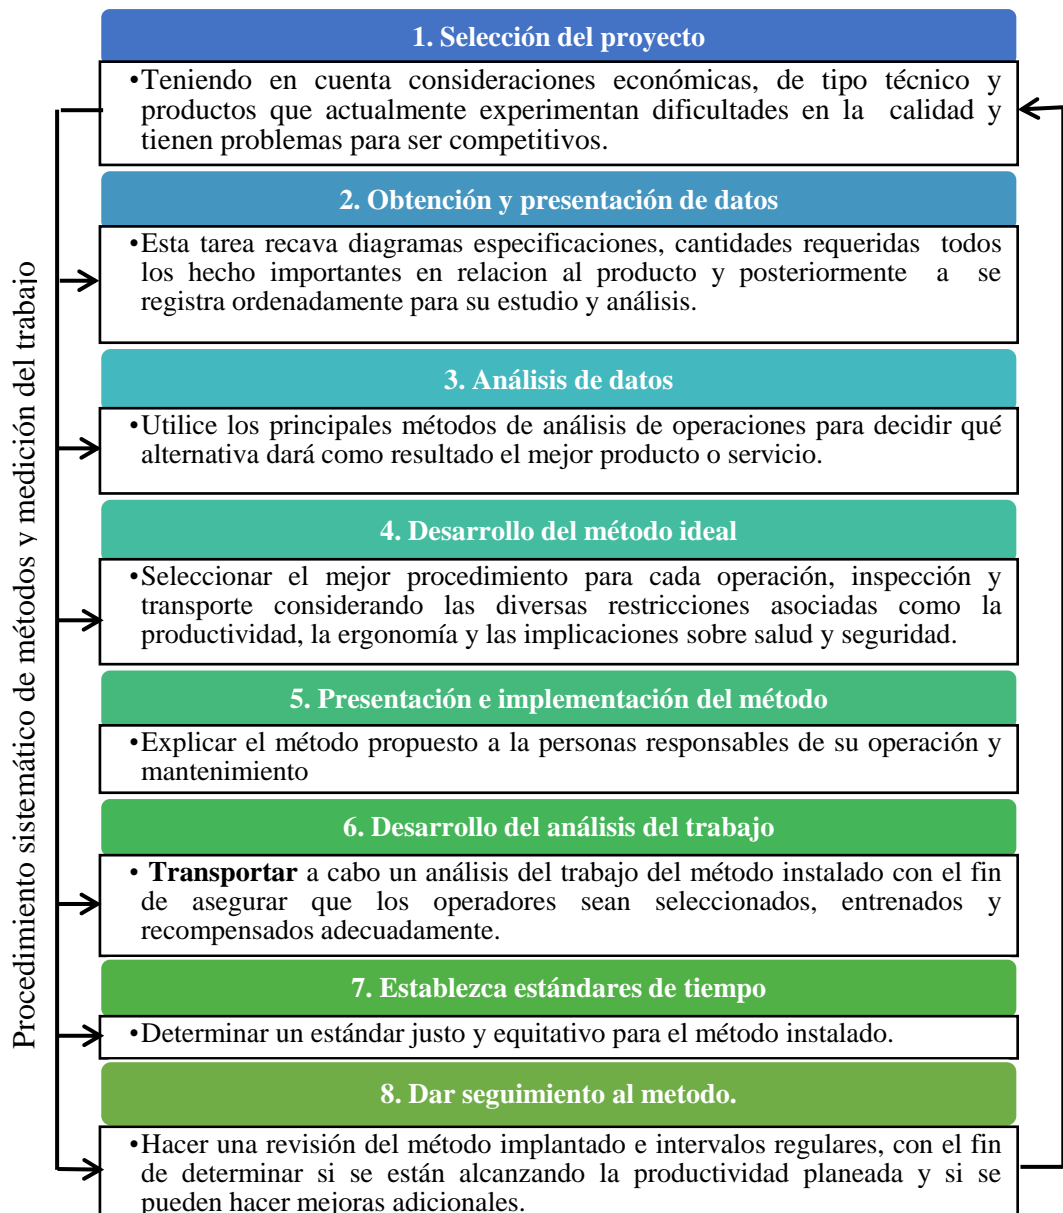 Procedimiento sistemático de métodos y medición del trabajo
1. Selección del proyecto
•Teniendo en cuenta consideraciones económicas, de tipo técnico y
productos que actualmente experimentan dificultades en la calidad y
tienen problemas para ser competitivos.
2. Obtención y presentación de datos
•Esta tarea recava diagramas especificaciones, cantidades requeridas todos
los hecho importantes en relacion al producto y posteriormente a se
registra ordenadamente para su estudio y análisis.
3. Análisis de datos
•Utilice los principales métodos de análisis de operaciones para decidir qué
alternativa dará como resultado el mejor producto o servicio.
4. Desarrollo del método ideal
•Seleccionar el mejor procedimiento para cada operación, inspección y
transporte considerando las diversas restricciones asociadas como la
productividad, la ergonomía y las implicaciones sobre salud y seguridad.
5. Presentación e implementación del método
•Explicar el método propuesto a la personas responsables de su operación y
mantenimiento
6. Desarrollo del análisis del trabajo
• Transportar a cabo un análisis del trabajo del método instalado con el fin
de asegurar que los operadores sean seleccionados, entrenados y
recompensados adecuadamente.
7. Establezca estándares de tiempo
•Determinar un estándar justo y equitativo para el método instalado.
8. Dar seguimiento al metodo.
•Hacer una revisión del método implantado e intervalos regulares, con el fin
de determinar si se están alcanzando la productividad planeada y si se
pueden hacer mejoras adicionales.